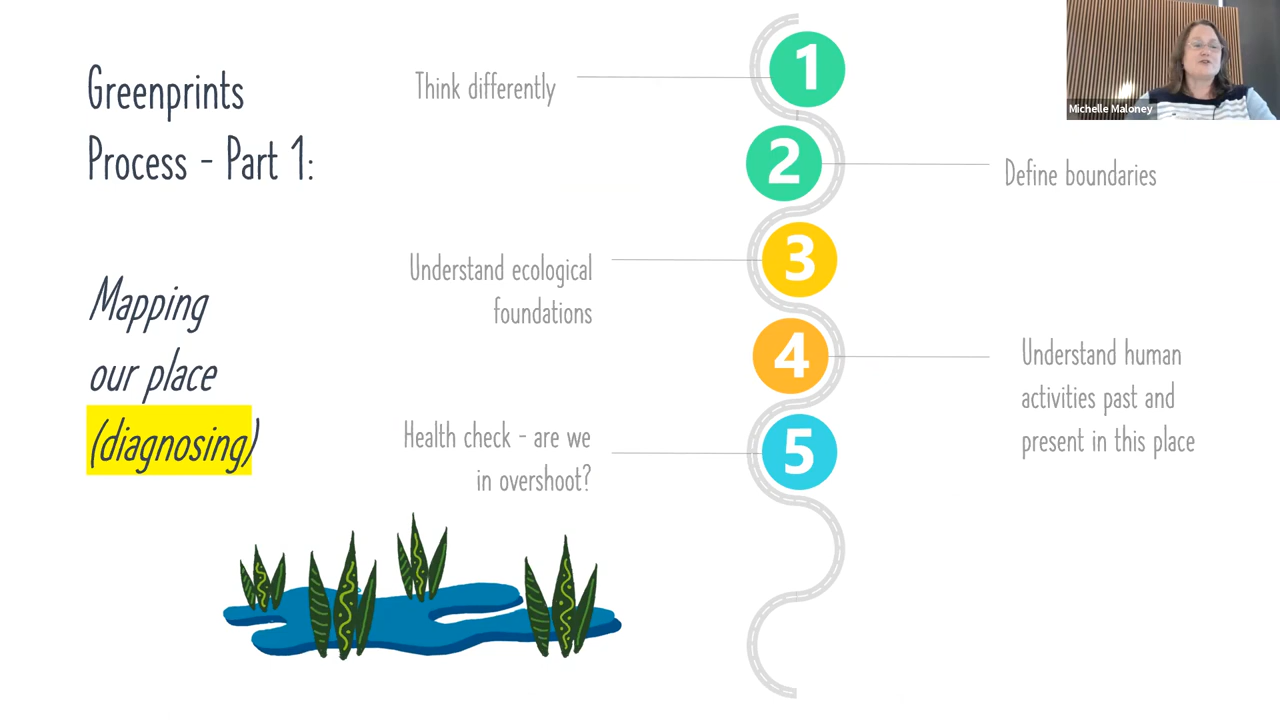 Greenprints
Process - Part 1:
Mapping
our place
(diagnosing)
1
Think differently
2
Define boundaries
3
Understand ecological
foundations
4
Understand human
activities past and
present in this place
5
Health check - are we
in overshoot?
Michelle Maloney